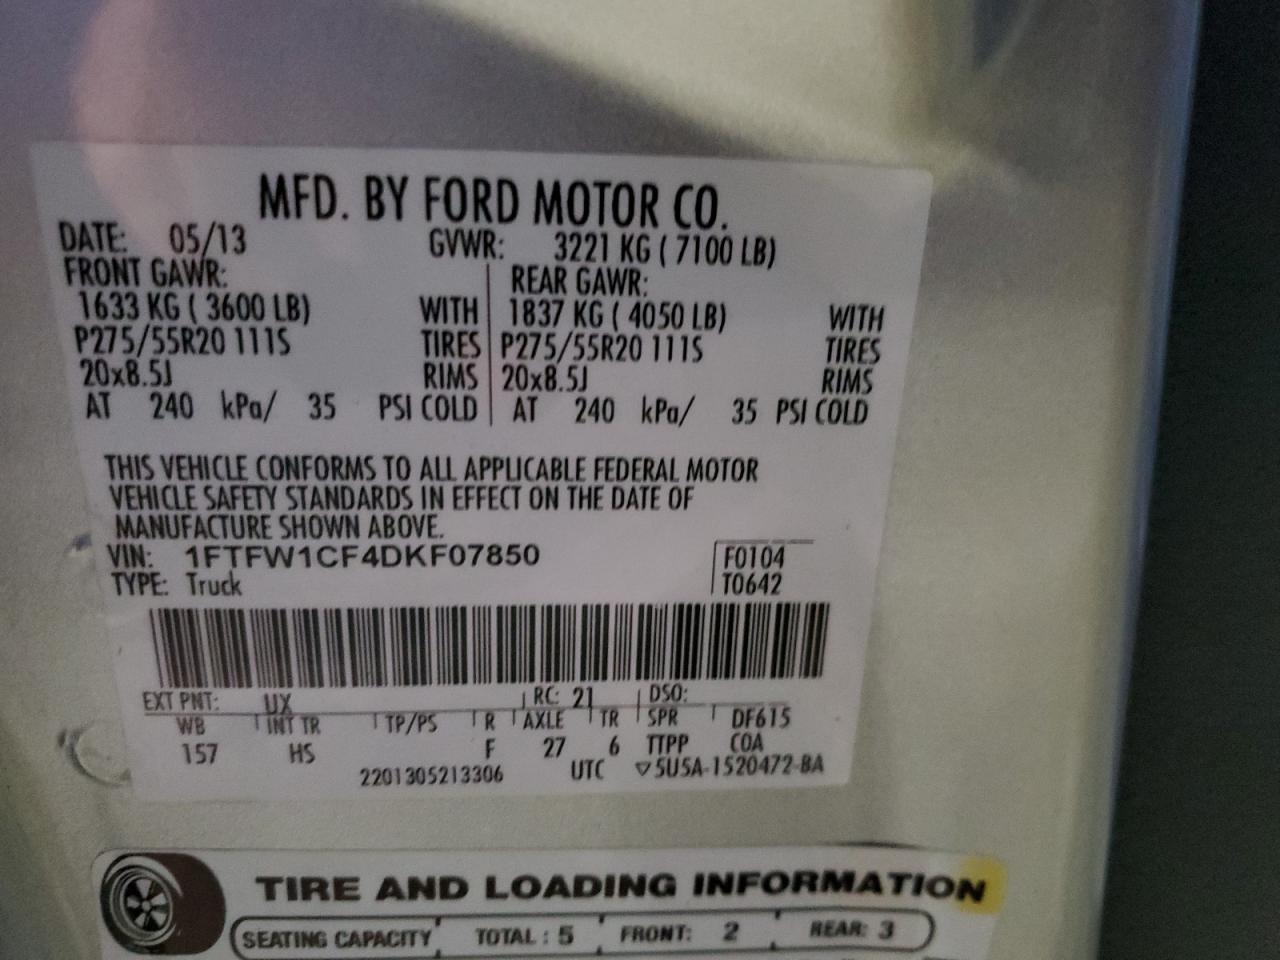 MFD. BY FORD MOTOR CO.
DATE: 05/13 GVWR: 3221 KG ( 7100 LB)
FRONT GAWR: REAR GAWR:
1633 KG ( 3600 LB) WITH 1837 KG ( 4050 LB) WITH
P275/55R20 111S TIRES P275/55R20 111S TIRES
20x8.5J RIMS 20x8.5J RIMS
AT 240 kPa/ 35 PSI COLD AT 240 kPa/ 35 PSI COLD
THIS VEHICLE CONFORMS TO ALL APPLICABLE FEDERAL MOTOR
VEHICLE SAFETY STANDARDS IN EFFECT ON THE DATE OF
MANUFACTURE SHOWN ABOVE.
VIN: 1FTFW1CF4DKF07850 F0104
TYPE: Truck T0642
EXT PNT: UX RC: 21 DSO:
WB INT TR TP/PS R AXLE TR SPR DF615
157 HS F 27 6 TTPP COA
2201305213306 UTC ▽5U5A-1520472-BA
TIRE AND LOADING INFORMATION
SEATING CAPACITY TOTAL : 5 FRONT: 2 REAR: 3